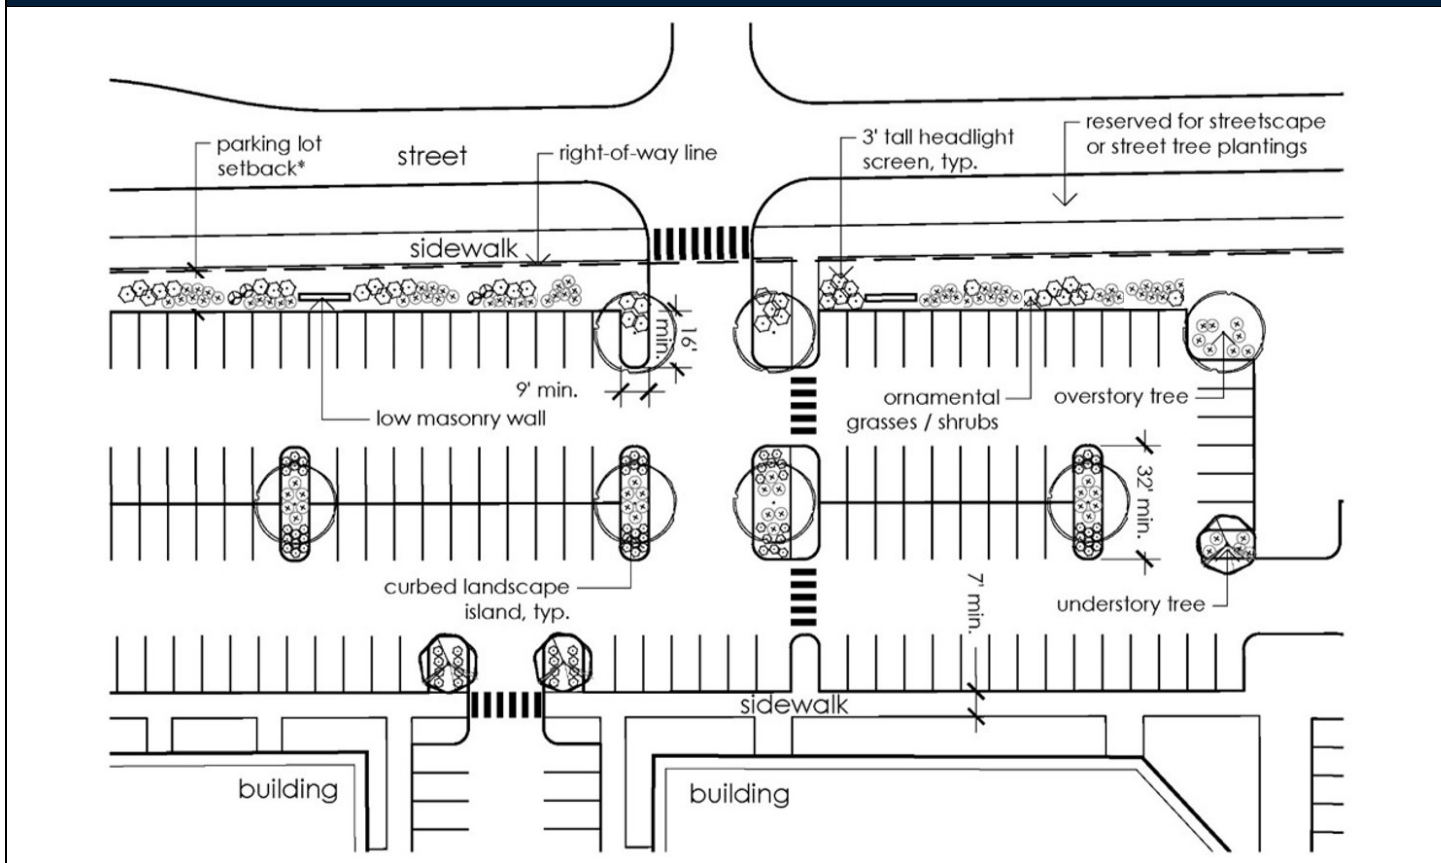 reserved for streetscape
or street tree plantings
parking lot
setback*
street
right-of-way line
3' tall headlight
screen, typ.
sidewalk
16'
min.
9' min.
low masonry wall
ornamental
grasses / shrubs
overstory tree
32' min.
curbed landscape
island, typ.
7' min.
understory tree
sidewalk
building
building